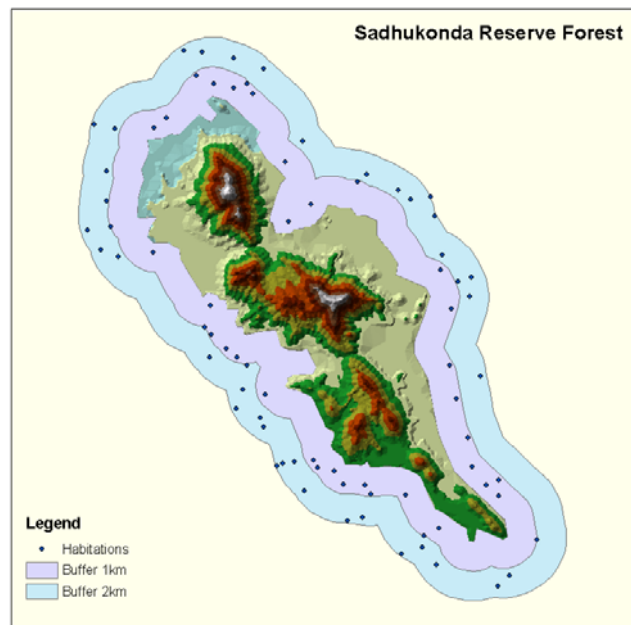 Sadhukonda Reserve Forest
Legend
Habitations
Buffer 1km
Buffer 2km